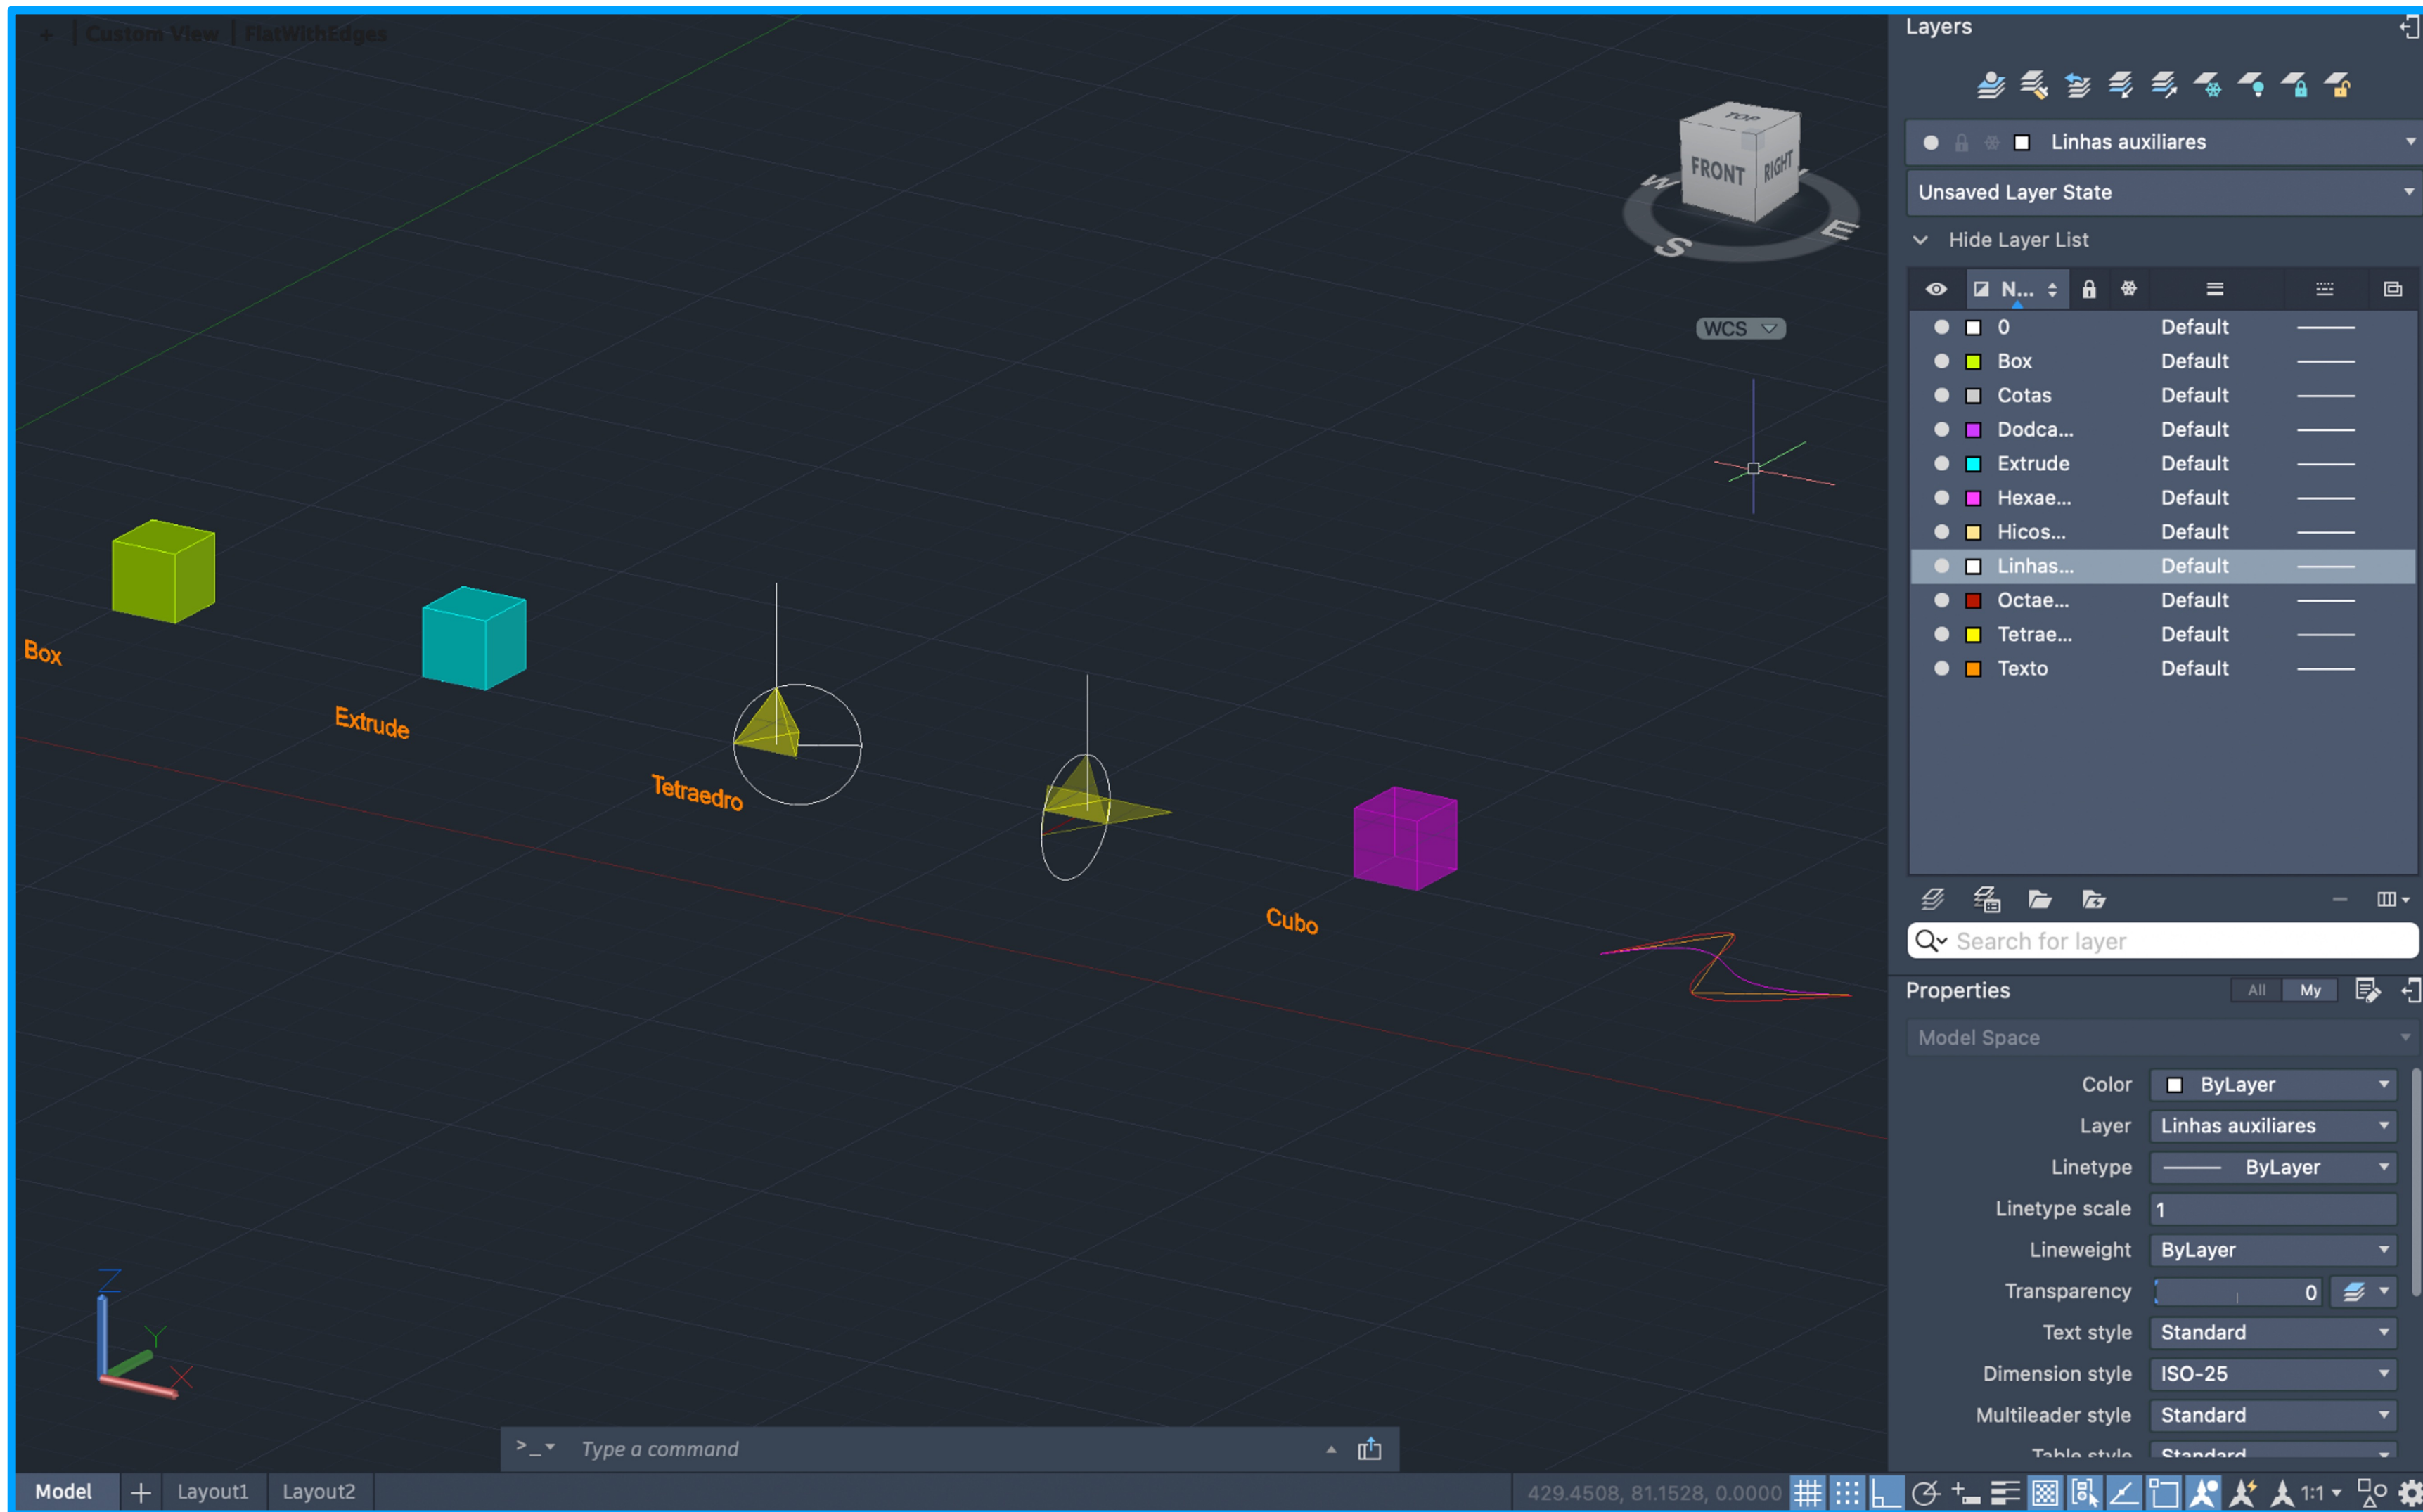 + | Custom View | FlatWithEdges
TOP
FRONT
RIGHT
W
S
E
WCS
Box
Extrude
Tetraedro
Cubo
Z
Y
X
>_ Type a command
Model + Layout1 Layout2
429.4508, 81.1528, 0.0000
1:1
Layers
Linhas auxiliares
Unsaved Layer State
Hide Layer List
N...
0 Default
Box Default
Cotas Default
Dodca... Default
Extrude Default
Hexae... Default
Hicos... Default
Linhas... Default
Octae... Default
Tetrae... Default
Texto Default
Search for layer
Properties All My
Model Space
Color ByLayer
Layer Linhas auxiliares
Linetype ByLayer
Linetype scale 1
Lineweight ByLayer
Transparency 0
Text style Standard
Dimension style ISO-25
Multileader style Standard
Table style Standard